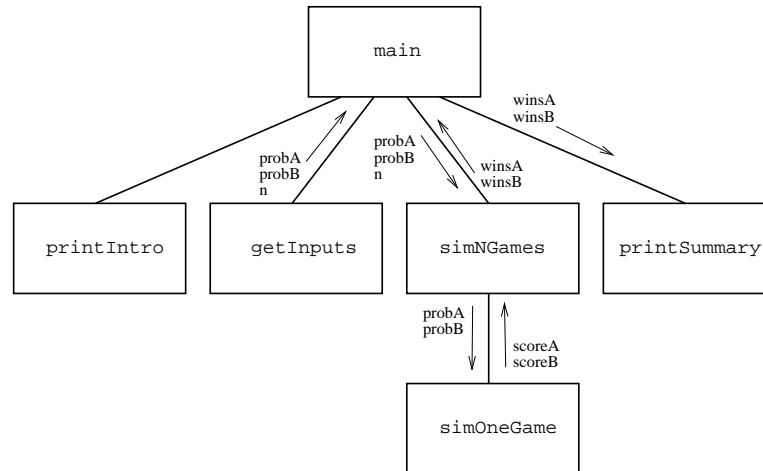 main
winsA
winsB
probA
probB
n
probA
probB
n
winsA
winsB
printIntro
getInputs
simNGames
printSummary
probA
probB
scoreA
scoreB
simOneGame